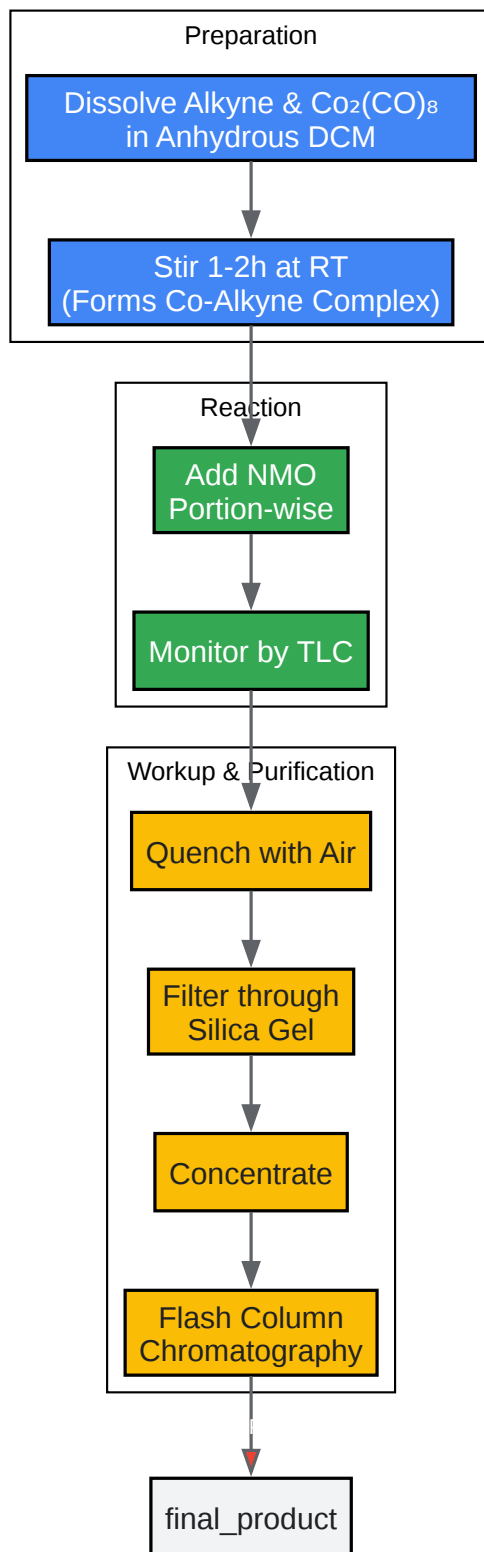 Preparation
Dissolve Alkyne & Co₂(CO)₈
in Anhydrous DCM
Stir 1-2h at RT
(Forms Co-Alkyne Complex)
Reaction
Add NMO
Portion-wise
Monitor by TLC
Workup & Purification
Quench with Air
Filter through
Silica Gel
Concentrate
Flash Column
Chromatography
final_product